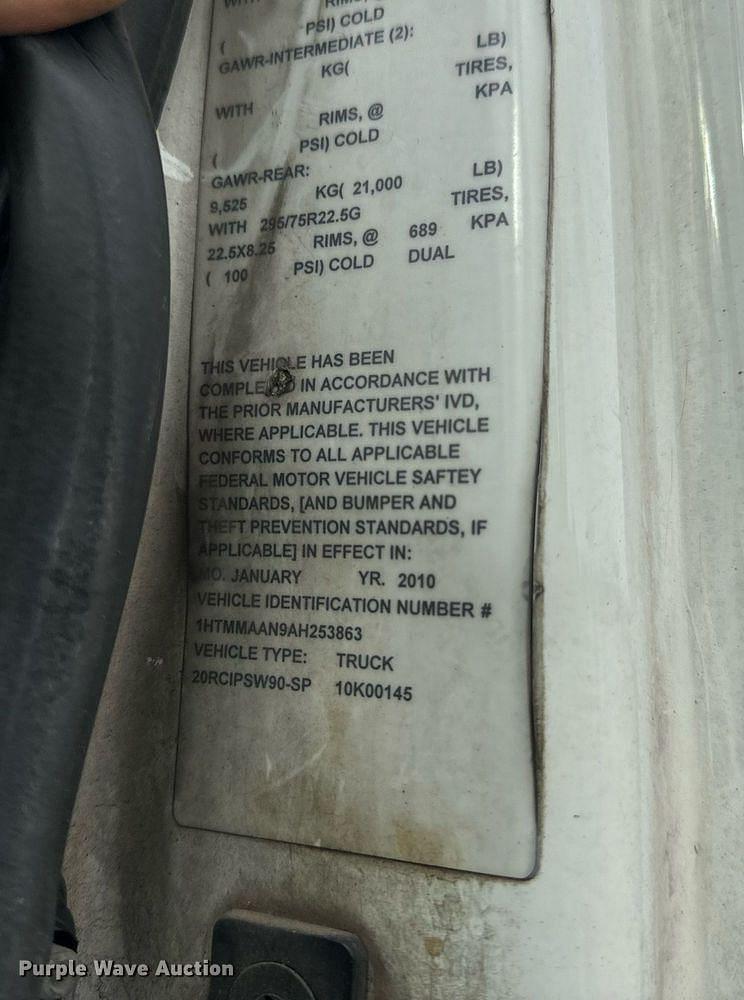 WITH RIMS, @
( PSI) COLD
GAWR-INTERMEDIATE (2):
KG( LB)
WITH TIRES,
RIMS, @ KPA
( PSI) COLD
GAWR-REAR:
9,525 KG( 21,000 LB)
WITH 295/75R22.5G TIRES,
22.5X8.25 RIMS, @ 689 KPA
( 100 PSI) COLD DUAL
THIS VEHICLE HAS BEEN
IN ACCORDANCE WITH
THE PRIOR MANUFACTURERS' IVD,
WHERE APPLICABLE. THIS VEHICLE
CONFORMS TO ALL APPLICABLE
FEDERAL MOTOR VEHICLE SAFTEY
STANDARDS, [AND BUMPER AND
THEFT PREVENTION STANDARDS, IF
APPLICABLE] IN EFFECT IN:
MO. JANUARY YR. 2010
VEHICLE IDENTIFICATION NUMBER #
1HTMMAAN9AH253863
VEHICLE TYPE: TRUCK
20RCIPSW90-SP 10K00145
Purple Wave Auction